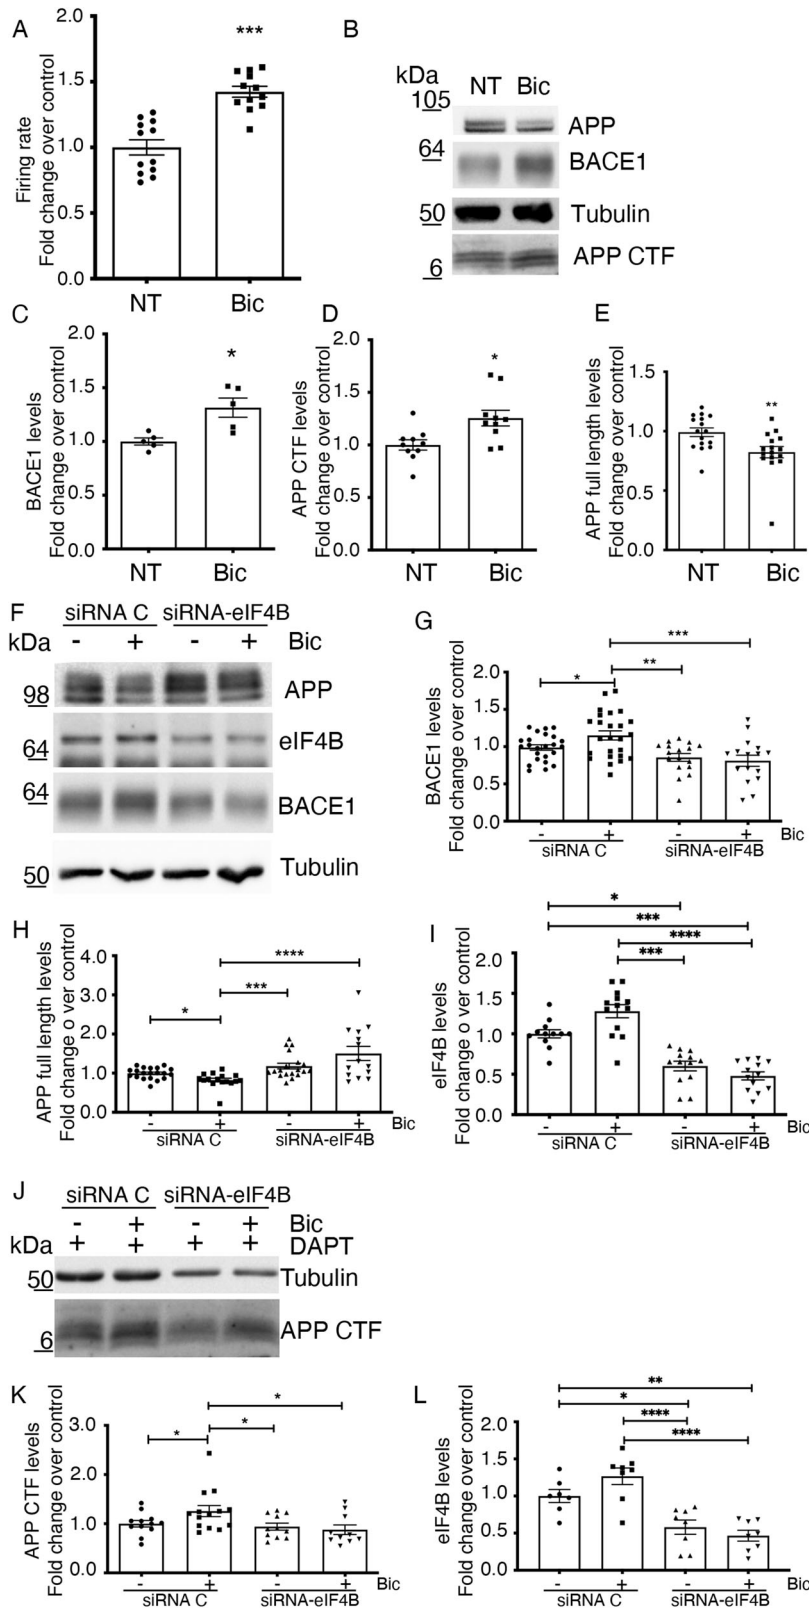 A
Firing rate
Fold change over control
2.0
1.5
1.0
0.5
0.0
***
NT
Bic
B
kDa
NT Bic
105
64
50
6
APP
BACE1
Tubulin
APP CTF
C
BACE1 levels
Fold change over control
2.0
1.5
1.0
0.5
0.0
*
NT
Bic
D
APP CTF levels
Fold change over control
2.0
1.5
1.0
0.5
0.0
*
NT
Bic
E
APP full length levels
Fold change over control
1.5
1.0
0.5
0.0
**
NT
Bic
F
siRNA C siRNA-eIF4B
kDa - + - + Bic
98
APP
64
eIF4B
64
BACE1
50
Tubulin
G
BACE1 levels
Fold change over control
2.0
1.5
1.0
0.5
0.0
***
**
*
- + - + Bic
siRNA C siRNA-eIF4B
H
APP full length levels
Fold change o ver control
4.0
3.0
2.0
1.0
0.0
****
***
*
- + - + Bic
siRNA C siRNA-eIF4B
I
eIF4B levels
Fold change o ver control
2.0
1.5
1.0
0.5
0.0
*
***
****
***
- + - + Bic
siRNA C siRNA-eIF4B
J
siRNA C siRNA-eIF4B
- + - + Bic
kDa + + + + DAPT
50
Tubulin
6
APP CTF
K
APP CTF levels
Fold change over control
3.0
2.0
1.0
0.0
*
*
*
- + - + Bic
siRNA C siRNA-eIF4B
L
eIF4B levels
Fold change over control
2.0
1.5
1.0
0.5
0.0
**
*
****
****
- + - + Bic
siRNA C siRNA-eIF4B